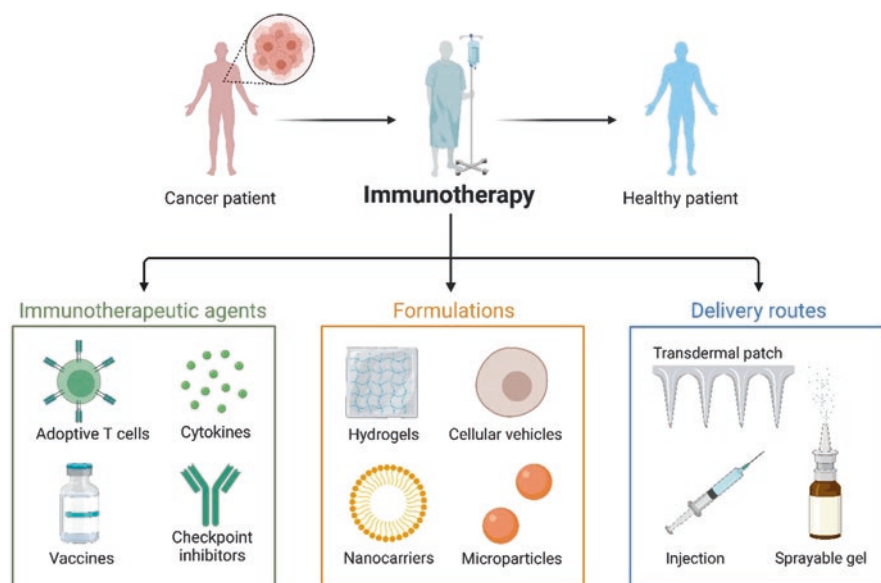 Cancer patient
Immunotherapy
Healthy patient
Immunotherapeutic agents
Adoptive T cells
Cytokines
Vaccines
Checkpoint
inhibitors
Formulations
Hydrogels
Cellular vehicles
Nanocarriers
Microparticles
Delivery routes
Transdermal patch
Injection
Sprayable gel